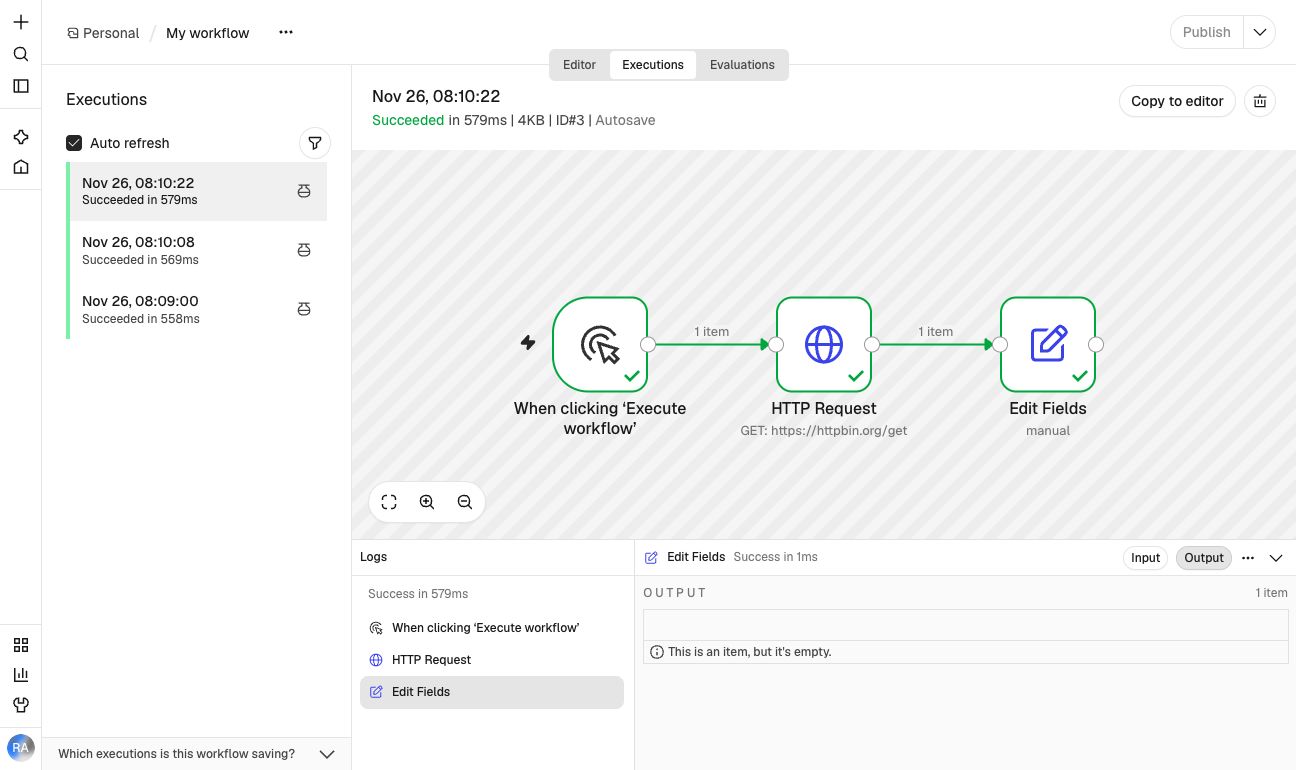 Personal / My workflow
Publish
Editor
Executions
Evaluations
Executions
Auto refresh
Nov 26, 08:10:22
Succeeded in 579ms
Nov 26, 08:10:08
Succeeded in 569ms
Nov 26, 08:09:00
Succeeded in 558ms
Which executions is this workflow saving?
RA
Nov 26, 08:10:22
Succeeded in 579ms | 4KB | ID#3 | Autosave
Copy to editor
1 item
1 item
When clicking ‘Execute
workflow’
HTTP Request
GET: https://httpbin.org/get
Edit Fields
manual
Logs
Success in 579ms
When clicking ‘Execute workflow’
HTTP Request
Edit Fields
Edit Fields Success in 1ms
Input
Output
OUTPUT
1 item
This is an item, but it's empty.